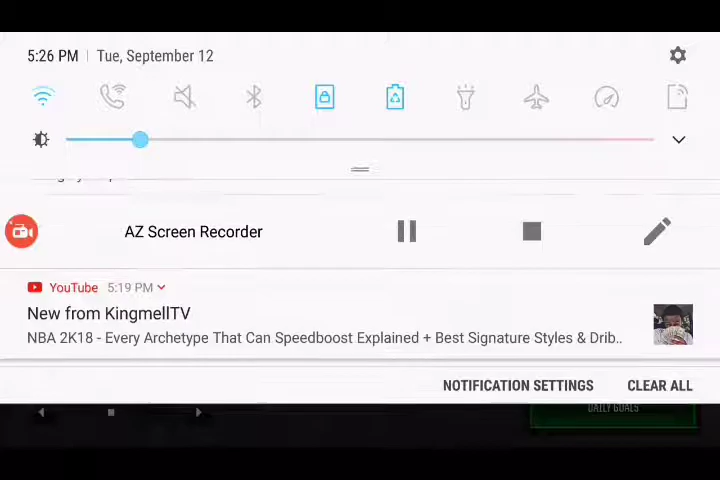 5:26 PM Tue, September 12
AZ Screen Recorder
YouTube 5:19 PM
New from KingmellTV
NBA 2K18 - Every Archetype That Can Speedboost Explained + Best Signature Styles & Drib..
NOTIFICATION SETTINGS CLEAR ALL
DAILY GOALS